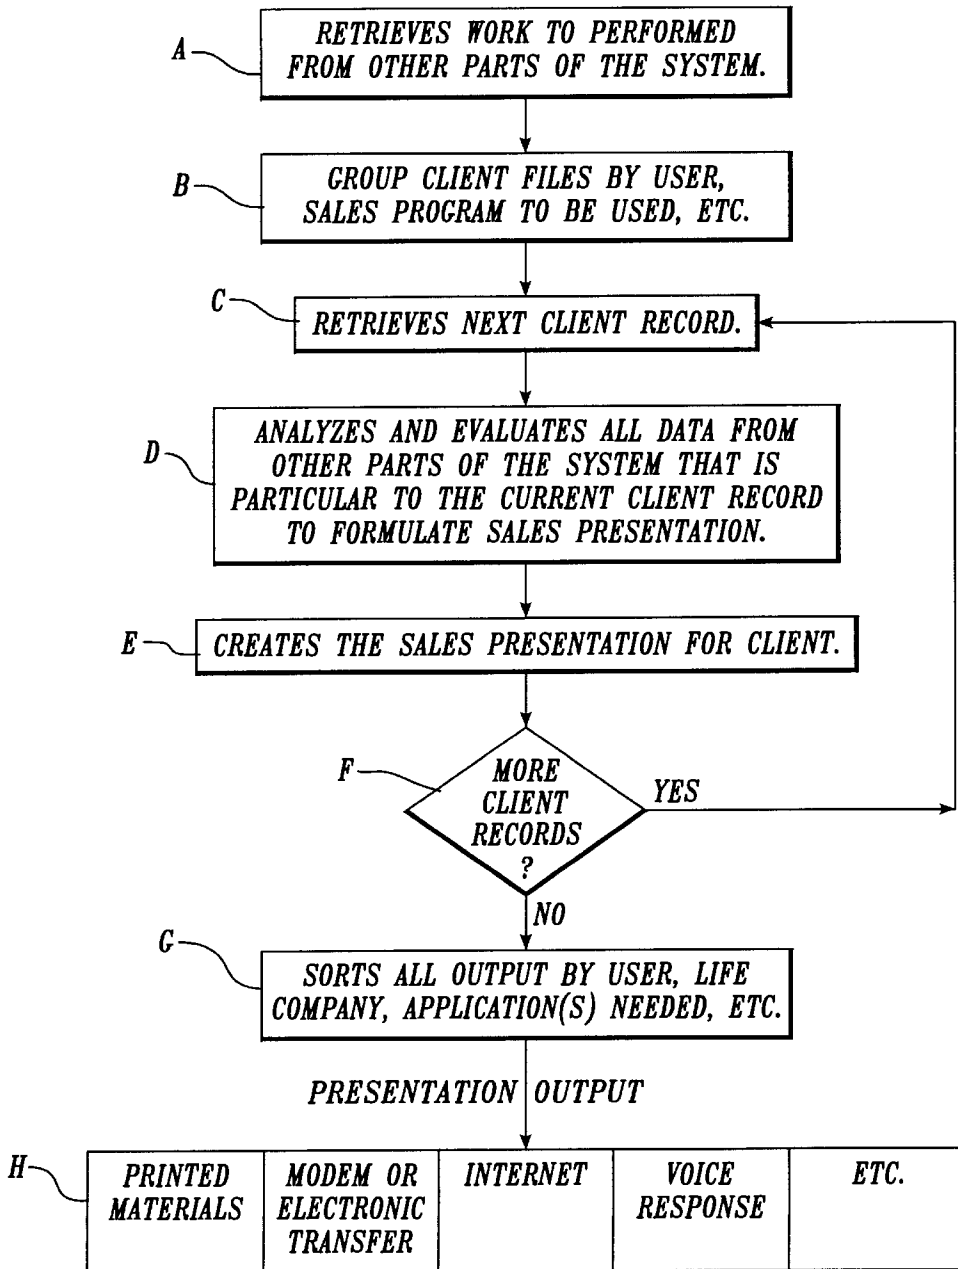 A
RETRIEVES WORK TO PERFORMED
FROM OTHER PARTS OF THE SYSTEM.
B
GROUP CLIENT FILES BY USER,
SALES PROGRAM TO BE USED, ETC.
C
RETRIEVES NEXT CLIENT RECORD.
D
ANALYZES AND EVALUATES ALL DATA FROM
OTHER PARTS OF THE SYSTEM THAT IS
PARTICULAR TO THE CURRENT CLIENT RECORD
TO FORMULATE SALES PRESENTATION.
E
CREATES THE SALES PRESENTATION FOR CLIENT.
F
MORE
CLIENT
RECORDS
?
YES
NO
G
SORTS ALL OUTPUT BY USER, LIFE
COMPANY, APPLICATION(S) NEEDED, ETC.
PRESENTATION OUTPUT
H
PRINTED
MATERIALS
MODEM OR
ELECTRONIC
TRANSFER
INTERNET
VOICE
RESPONSE
ETC.